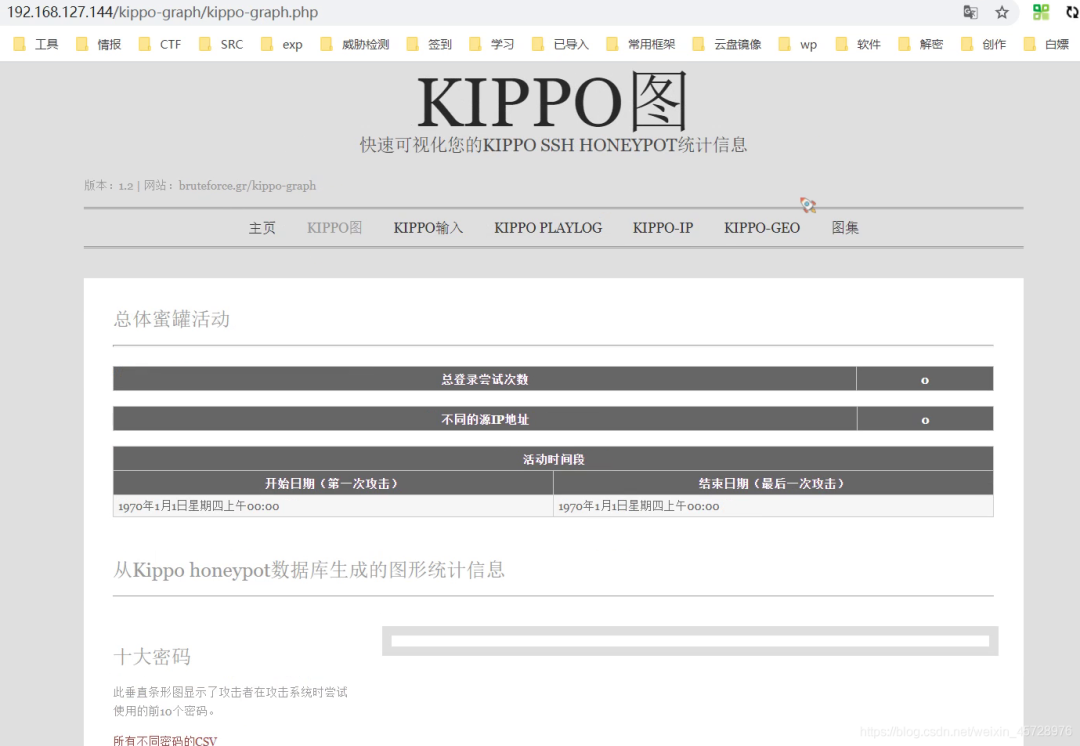 192.168.127.144/kippo-graph/kippo-graph.php
工具 情报 CTF SRC exp 威胁检测 签到 学习 已导入 常用框架 云盘镜像 wp 软件 解密 创作 白嫖
KIPPO图
快速可视化您的KIPPO SSH HONEYPOT统计信息
版本：1.2 | 网站：bruteforce.gr/kippo-graph
主页 KIPPO图 KIPPO输入 KIPPO PLAYLOG KIPPO-IP KIPPO-GEO 图集
总体蜜罐活动
总登录尝试次数 0
不同的源IP地址 0
活动时间段
开始日期（第一次攻击） 结束日期（最后一次攻击）
1970年1月1日星期四上午00:00 1970年1月1日星期四上午00:00
从Kippo honeypot数据库生成的图形统计信息
十大密码
此垂直条形图显示了攻击者在攻击系统时尝试
使用的前10个密码。
所有不同密码的CSV
https://blog.csdn.net/weixin_45728976